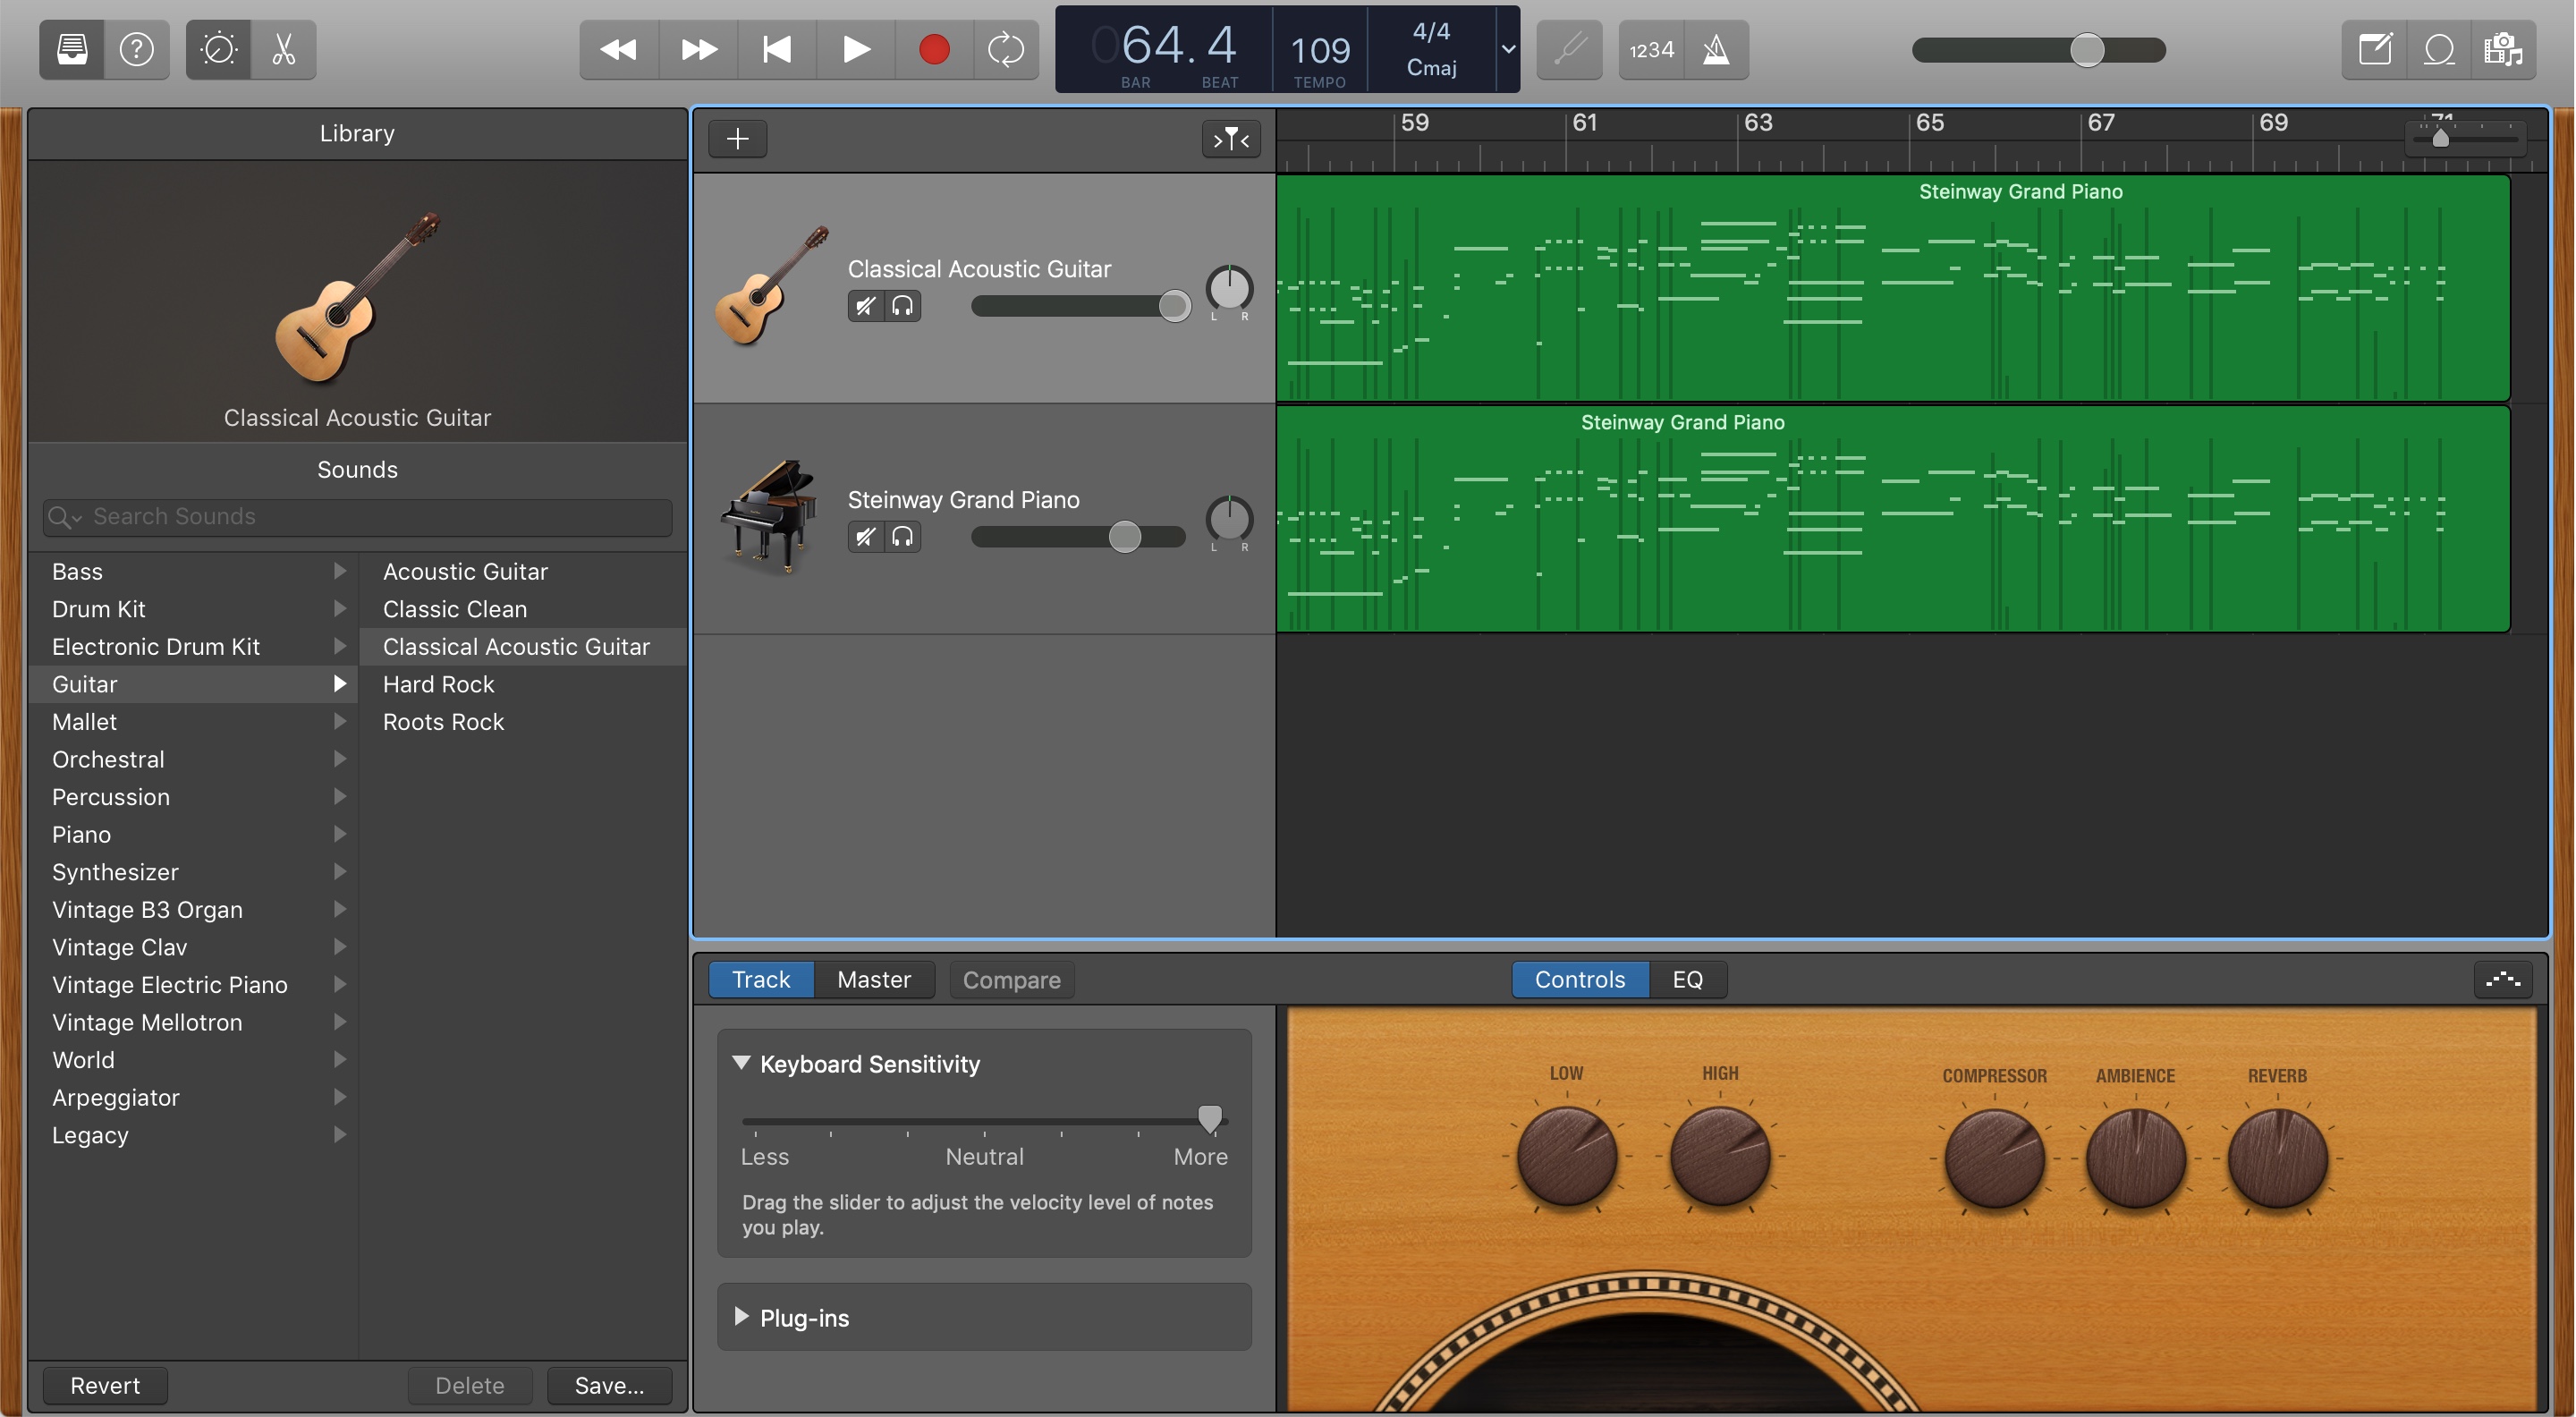 064.4
BAR BEAT
109
TEMPO
4/4
Cmaj
1234
Library
Classical Acoustic Guitar
Sounds
Search Sounds
Bass
Drum Kit
Electronic Drum Kit
Guitar
Mallet
Orchestral
Percussion
Piano
Synthesizer
Vintage B3 Organ
Vintage Clav
Vintage Electric Piano
Vintage Mellotron
World
Arpeggiator
Legacy
Acoustic Guitar
Classic Clean
Classical Acoustic Guitar
Hard Rock
Roots Rock
Revert Delete Save...
59 61 63 65 67 69 71
Classical Acoustic Guitar
L R
Steinway Grand Piano
Steinway Grand Piano
L R
Steinway Grand Piano
Track Master Compare
Controls EQ
Keyboard Sensitivity
Less Neutral More
Drag the slider to adjust the velocity level of notes
you play.
Plug-ins
LOW HIGH COMPRESSOR AMBIENCE REVERB